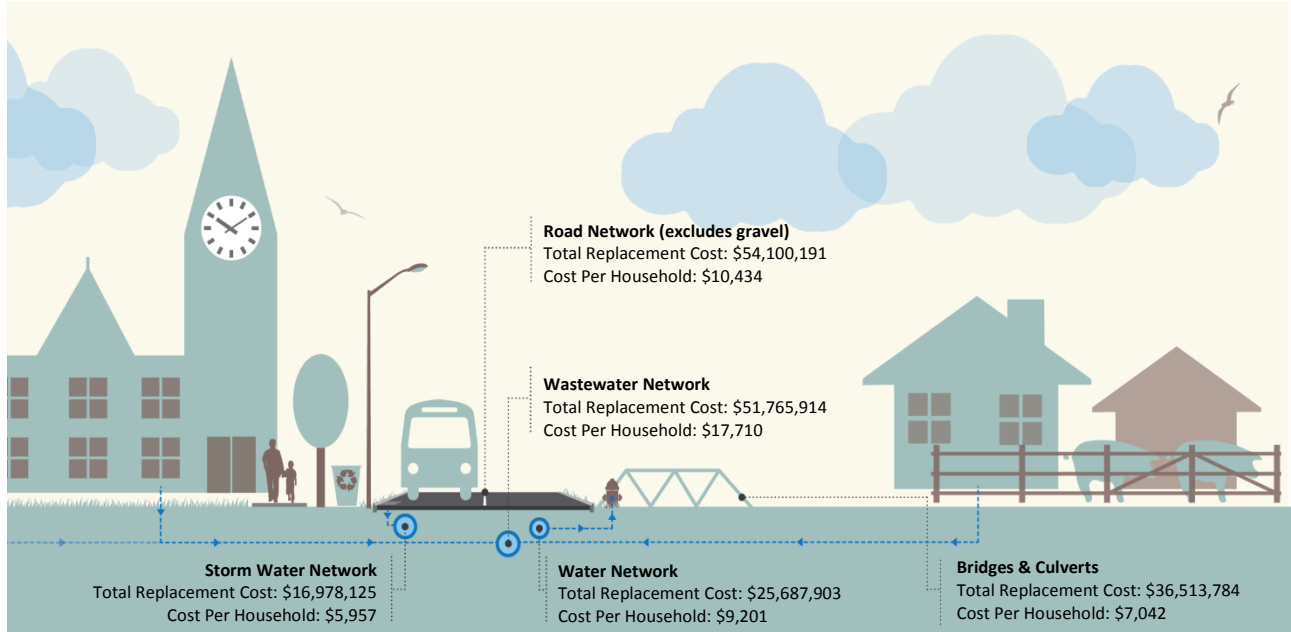 Road Network (excludes gravel)
Total Replacement Cost: $54,100,191
Cost Per Household: $10,434
Wastewater Network
Total Replacement Cost: $51,765,914
Cost Per Household: $17,710
Storm Water Network
Total Replacement Cost: $16,978,125
Cost Per Household: $5,957
Water Network
Total Replacement Cost: $25,687,903
Cost Per Household: $9,201
Bridges & Culverts
Total Replacement Cost: $36,513,784
Cost Per Household: $7,042